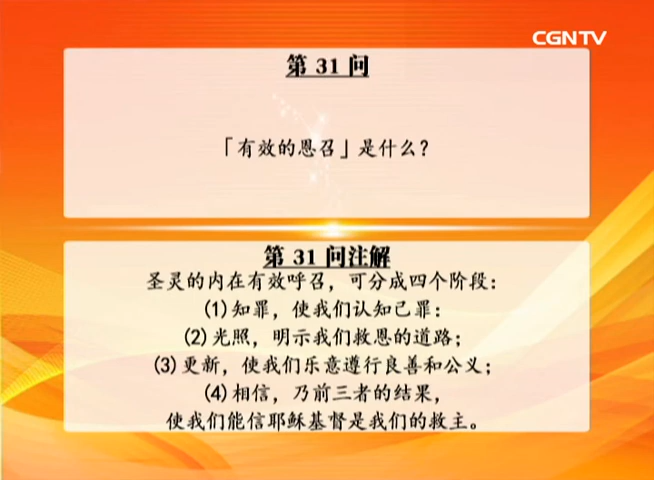 CGNTV
第 31 问
「有效的恩召」是什么？
第 31 问注解
圣灵的内在有效呼召，可分成四个阶段：
(1)知罪，使我们认知己罪：
(2)光照，明示我们救恩的道路；
(3)更新，使我们乐意遵行良善和公义；
(4)相信，乃前三者的结果，
使我们能信耶稣基督是我们的救主。